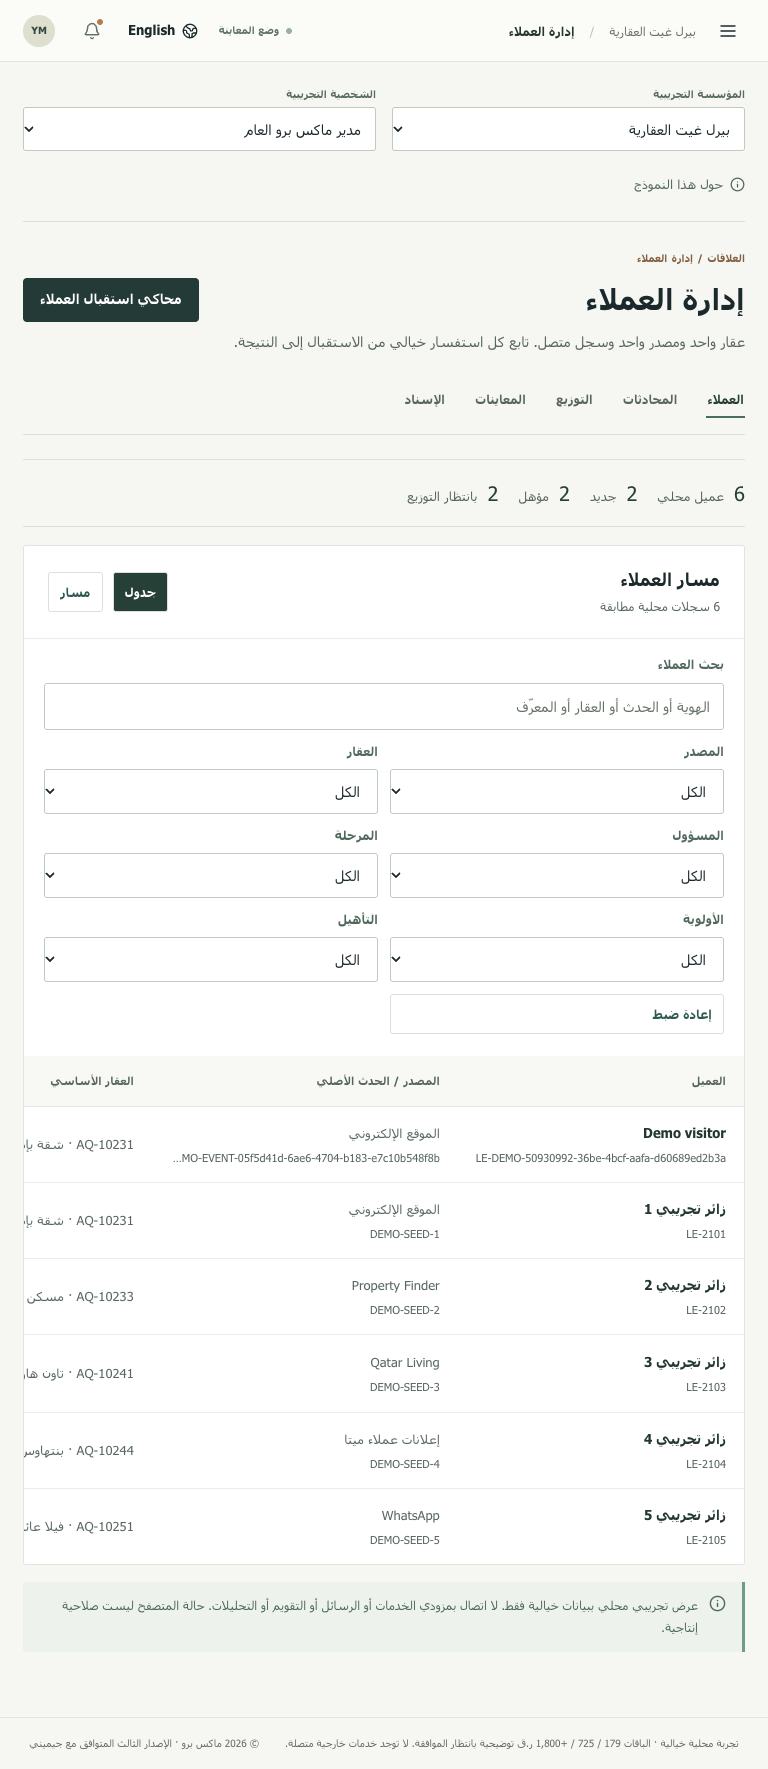 بيرل غيت العقارية / إدارة العملاء
وضع المعاينة
English
YM
المؤسسة التجريبية
الشخصية التجريبية
بيرل غيت العقارية
مدير ماكس برو العام
حول هذا النموذج
العلاقات / إدارة العملاء
إدارة العملاء
محاكي استقبال العملاء
عقار واحد ومصدر واحد وسجل متصل. تابع كل استفسار خيالي من الاستقبال إلى النتيجة.
العملاء المحادثات التوزيع المعاينات الإسناد
6 عميل محلي 2 جديد 2 مؤهل 2 بانتظار التوزيع
مسار العملاء
6 سجلات محلية مطابقة
جدول مسار
بحث العملاء
الهوية أو الحدث أو العقار أو المعرّف
المصدر العقار
الكل الكل
المسؤول المرحلة
الكل الكل
الأولوية التأهيل
الكل الكل
إعادة ضبط
العميل المصدر / الحدث الأصلي العقار الأساسي
Demo visitor الموقع الإلكتروني
AQ-10231 · شقة
LE-DEMO-50930992-36be-4bcf-aafa-d60689ed2b3a
...MO-EVENT-05f5d41d-6ae6-4704-b183-e7c10b548f8b
زائر تجريبي 1 الموقع الإلكتروني
AQ-10231 · شقة
LE-2101 DEMO-SEED-1
زائر تجريبي 2 Property Finder
AQ-10233 · مسكن
LE-2102 DEMO-SEED-2
زائر تجريبي 3 Qatar Living
AQ-10241 · تاون
LE-2103 DEMO-SEED-3
زائر تجريبي 4 إعلانات عملاء ميتا
AQ-10244 · بنتهاوس
LE-2104 DEMO-SEED-4
زائر تجريبي 5 WhatsApp
AQ-10251 · فيلا
LE-2105 DEMO-SEED-5
عرض تجريبي محلي ببيانات خيالية فقط. لا اتصال بمزودي الخدمات أو الرسائل أو التقويم أو التحليلات. حالة المتصفح ليست صلاحية
إنتاجية.
تجربة محلية خيالية · الباقات 179 / 725 / +1,800 ر.ق توضيحية بانتظار الموافقة. لا توجد خدمات خارجية متصلة.
© 2026 ماكس برو · الإصدار الثالث المتوافق مع جيميني